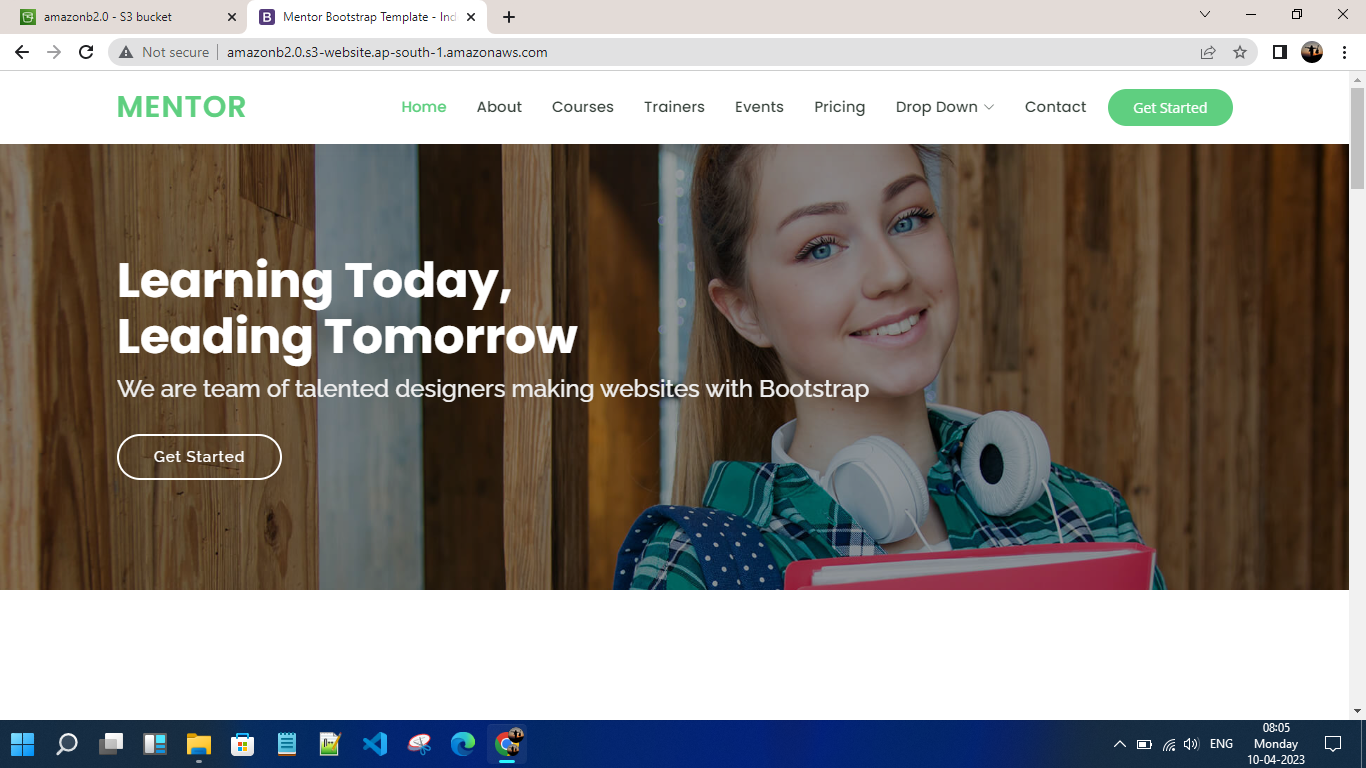 amazonb2.0 - S3 bucket
Mentor Bootstrap Template - Ind
Not secure
amazonb2.0.s3-website.ap-south-1.amazonaws.com
MENTOR
Home
About
Courses
Trainers
Events
Pricing
Drop Down
Contact
Get Started
Learning Today,
Leading Tomorrow
We are team of talented designers making websites with Bootstrap
Get Started
ENG
08:05
Monday
10-04-2023